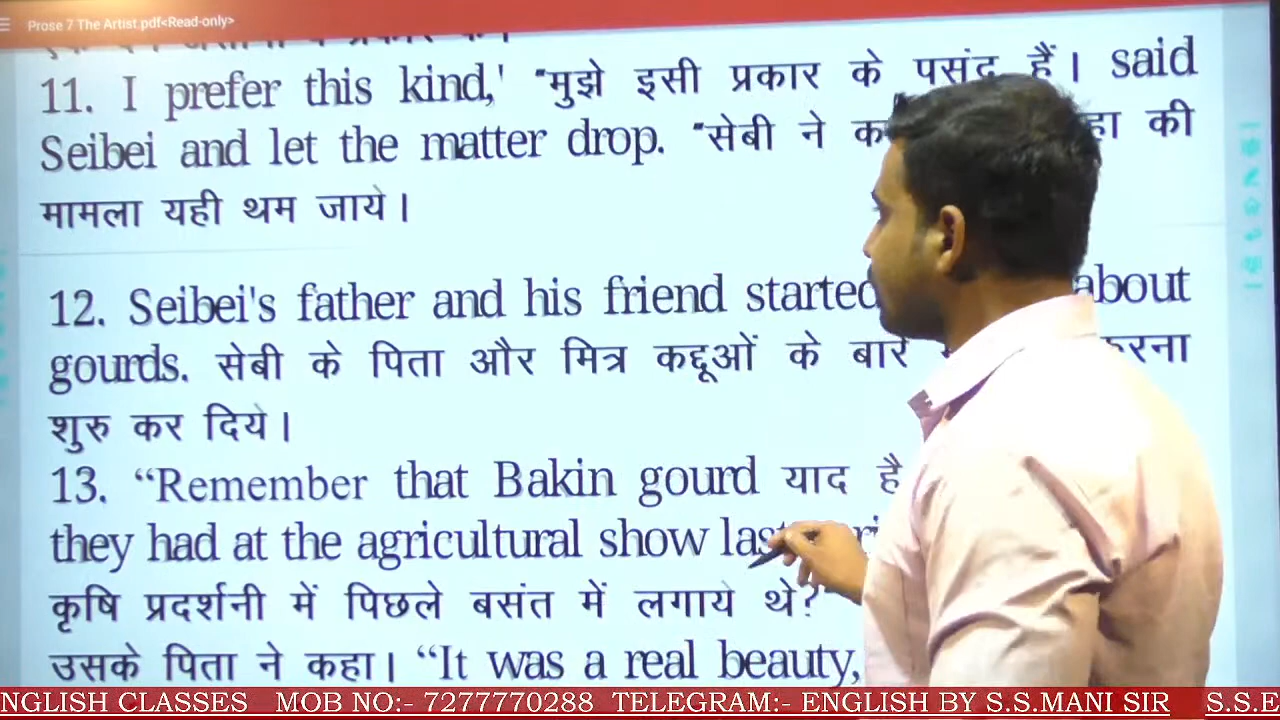 Prose 7 The Artist.pdf<Read-only>
11. I prefer this kind,' "मुझे इसी प्रकार के पसंद हैं। said
Seibei and let the matter drop. "सेबी ने की
मामला यही थम जाये।
12. Seibei's father and his friend started about
gourds. सेबी के पिता और मित्र कद्दूओं के बारे
शुरु कर दिये।
13. “Remember that Bakin gourd याद है
they had at the agricultural show
कृषि प्रदर्शनी में पिछले बसंत में लगाये थे?"
उसके पिता ने कहा। “It was a real beauty,
NGLISH CLASSES MOB NO:- 7277770288 TELEGRAM:- ENGLISH BY S.S.MANI SIR S.S.E